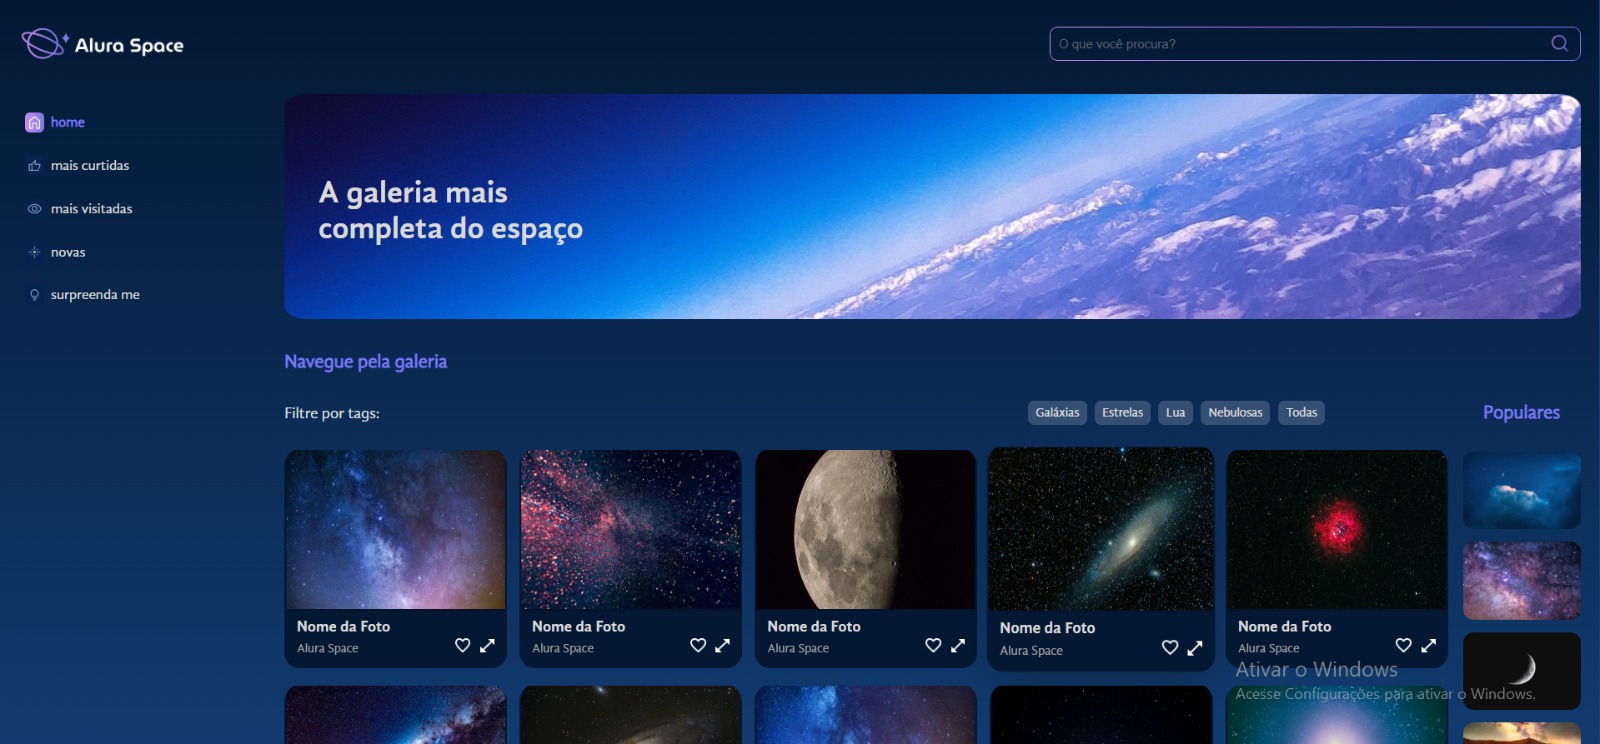 Alura Space
O que você procura?
home
mais curtidas
mais visitadas
novas
surpreenda me
A galeria mais
completa do espaço
Navegue pela galeria
Filtre por tags:
Galáxias
Estrelas
Lua
Nebulosas
Todas
Populares
Nome da Foto
Alura Space
Nome da Foto
Alura Space
Nome da Foto
Alura Space
Nome da Foto
Alura Space
Nome da Foto
Alura Space
Ativar o Windows
Acesse Configurações para ativar o Windows.